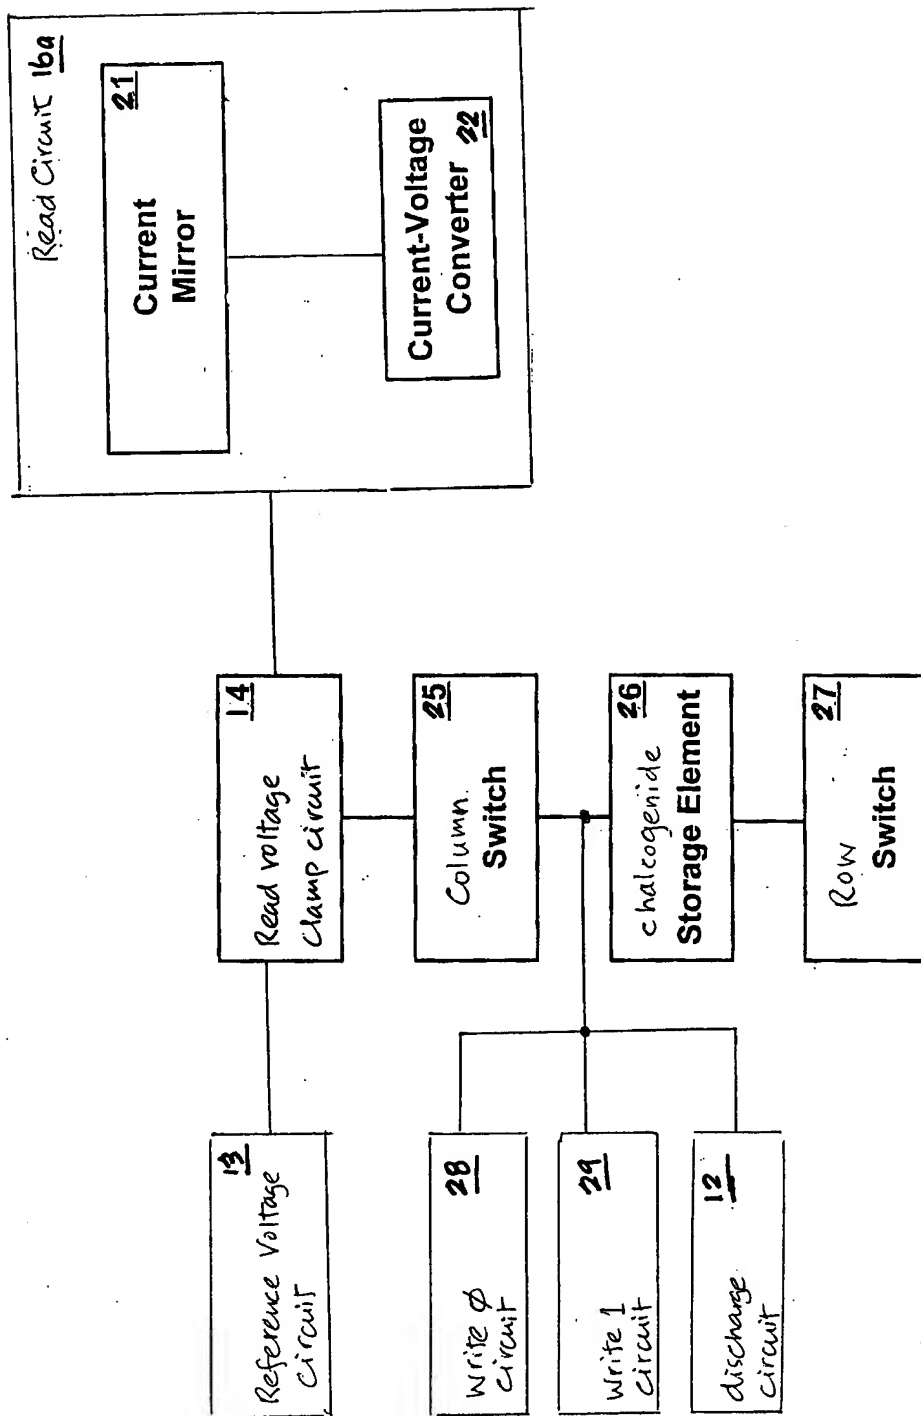 Read Circuit 16a
21
Current
Mirror
Current-Voltage
Converter 22
14
Read voltage
clamp circuit
25
Column
Switch
26
chalcogenide
Storage Element
27
Row
Switch
13
Reference Voltage
circuit
28
Write Ø
circuit
29
Write 1
circuit
12
discharge
circuit